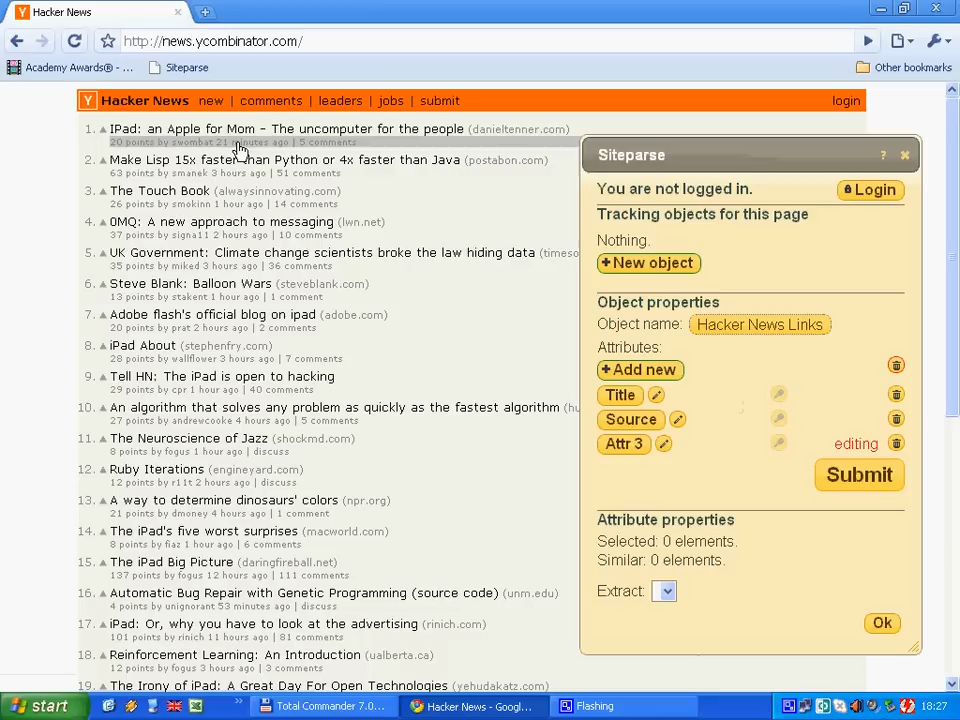 Hacker News
http://news.ycombinator.com/
Academy Awards® - ...
Siteparse
Other bookmarks
Y Hacker News new | comments | leaders | jobs | submit
login
1. IPad: an Apple for Mom - The uncomputer for the people (danieltenner.com)
20 points by swombat 21 minutes ago | 5 comments
2. Make Lisp 15x faster than Python or 4x faster than Java (postabon.com)
63 points by smanek 3 hours ago | 51 comments
3. The Touch Book (alwaysinnovating.com)
26 points by smokinn 1 hour ago | 14 comments
4. 0MQ: A new approach to messaging (lwn.net)
37 points by signa11 2 hours ago | 10 comments
5. UK Government: Climate change scientists broke the law hiding data (timeso
35 points by miked 3 hours ago | 36 comments
6. Steve Blank: Balloon Wars (steveblank.com)
13 points by stakent 1 hour ago | 1 comment
7. Adobe flash's official blog on ipad (adobe.com)
20 points by prat 2 hours ago | 2 comments
8. iPad About (stephenfry.com)
28 points by wallflower 3 hours ago | 7 comments
9. Tell HN: The iPad is open to hacking
29 points by cpr 1 hour ago | 40 comments
10. An algorithm that solves any problem as quickly as the fastest algorithm (hu
27 points by andrewcooke 4 hours ago | 5 comments
11. The Neuroscience of Jazz (shockmd.com)
8 points by fogus 1 hour ago | discuss
12. Ruby Iterations (engineyard.com)
12 points by r11t 2 hours ago | discuss
13. A way to determine dinosaurs' colors (npr.org)
21 points by dmoney 4 hours ago | 1 comment
14. The iPad's five worst surprises (macworld.com)
8 points by fiaz 1 hour ago | 6 comments
15. The iPad Big Picture (daringfireball.net)
137 points by fogus 12 hours ago | 111 comments
16. Automatic Bug Repair with Genetic Programming (source code) (unm.edu)
4 points by unignorant 53 minutes ago | discuss
17. iPad: Or, why you have to look at the advertising (rinich.com)
101 points by rinich 11 hours ago | 81 comments
18. Reinforcement Learning: An Introduction (ualberta.ca)
12 points by fogus 3 hours ago | 3 comments
19. The Irony of iPad: A Great Day For Open Technologies (yehudakatz.com)
Siteparse ?
You are not logged in.
Login
Tracking objects for this page
Nothing.
+ New object
Object properties
Object name: Hacker News Links
Attributes:
+ Add new
Title
Source
Attr 3
editing
Submit
Attribute properties
Selected: 0 elements.
Similar: 0 elements.
Extract:
Ok
start
Total Commander 7.0...
Hacker News - Googl...
Flashing
18:27